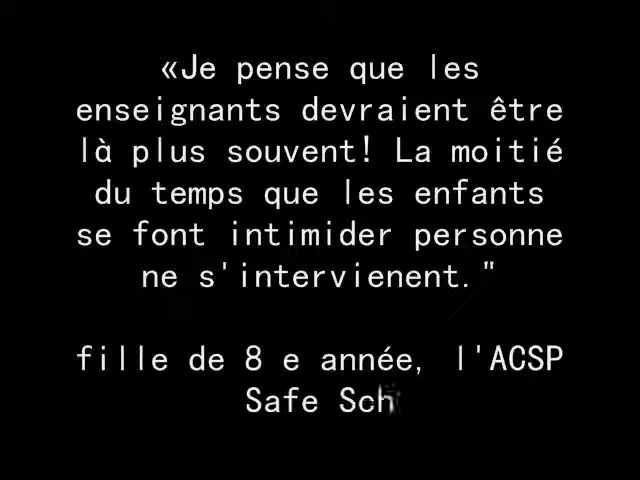 «Je pense que les
enseignants devraient être
là plus souvent! La moitié
du temps que les enfants
se font intimider personne
ne s'intervienent."
fille de 8 e année, l'ACSP
Safe Sch